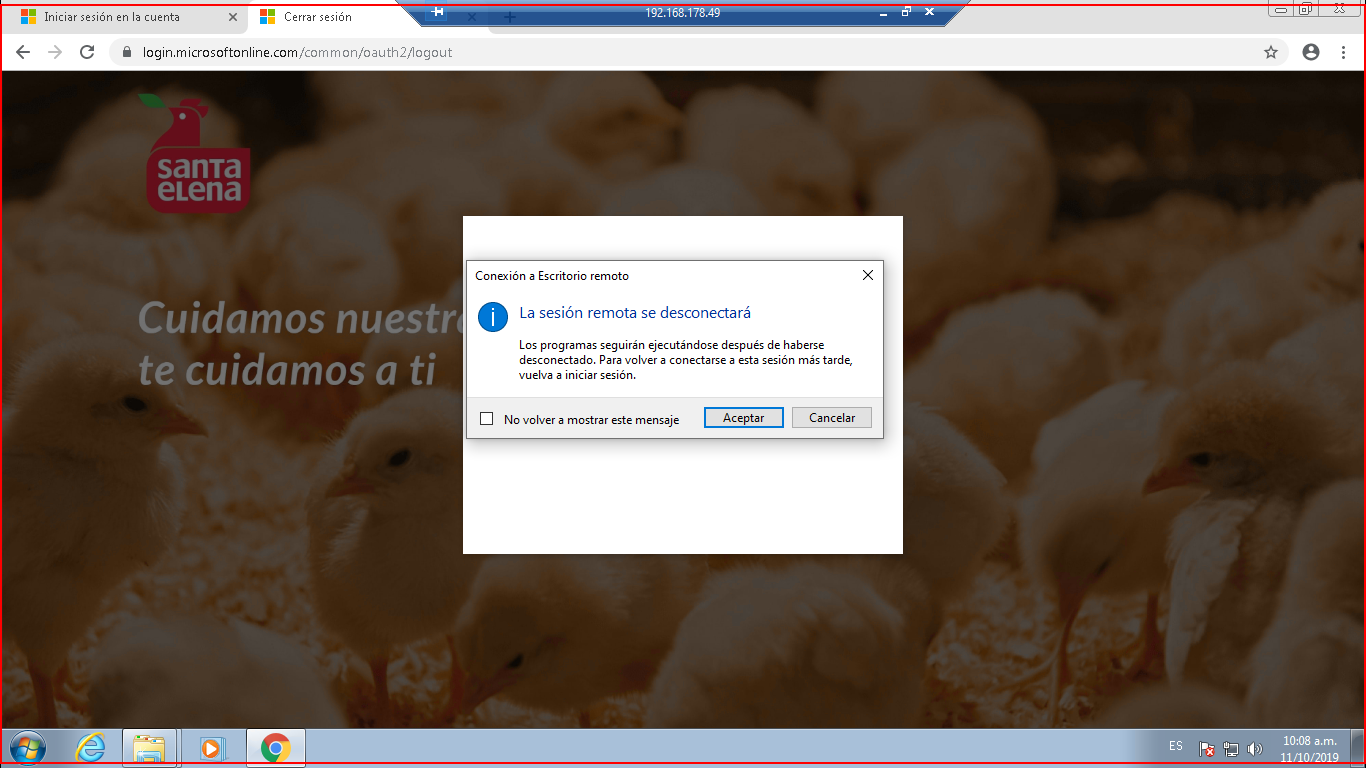 Iniciar sesión en la cuenta
Cerrar sesión
192.168.178.49
login.microsoftonline.com/common/oauth2/logout
SANTA
ELENA
Cuidamos nuestra
te cuidamos a ti
Conexión a Escritorio remoto
La sesión remota se desconectará
Los programas seguirán ejecutándose después de haberse
desconectado. Para volver a conectarse a esta sesión más tarde,
vuelva a iniciar sesión.
No volver a mostrar este mensaje
Aceptar
Cancelar
ES
10:08 a.m.
11/10/2019